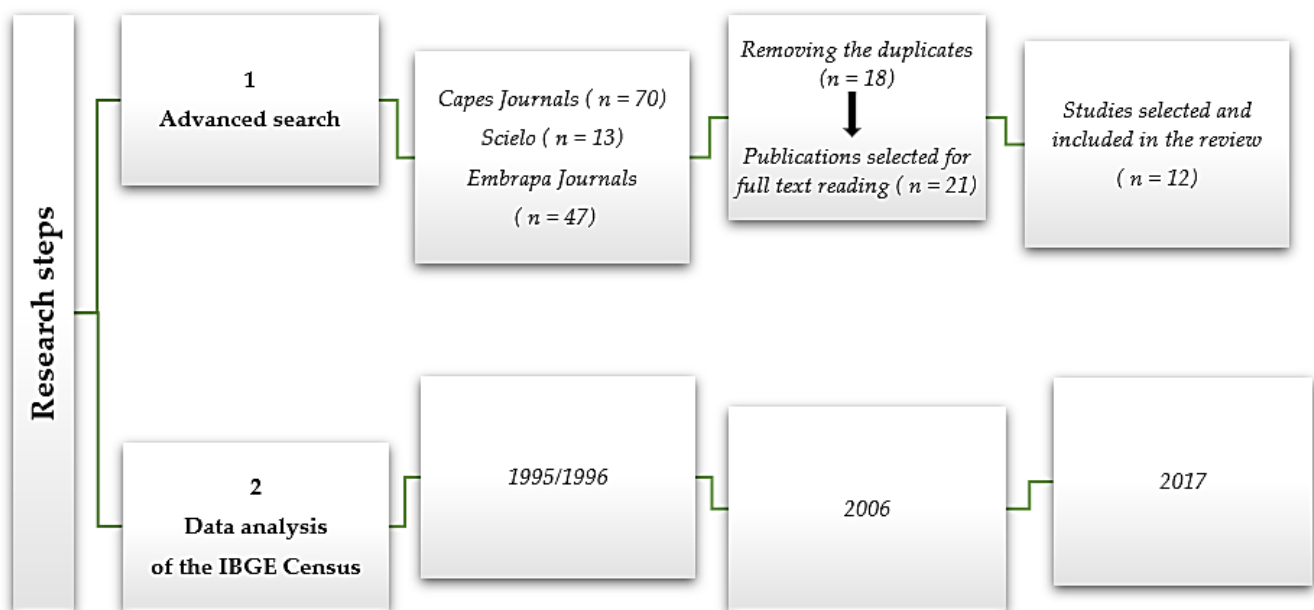 Research steps
1
Advanced search
Capes Journals ( n = 70)
Scielo ( n = 13)
Embrapa Journals
( n = 47)
Removing the duplicates
(n = 18)
Publications selected for
full text reading ( n = 21)
Studies selected and
included in the review
( n = 12)
2
Data analysis
of the IBGE Census
1995/1996
2006
2017